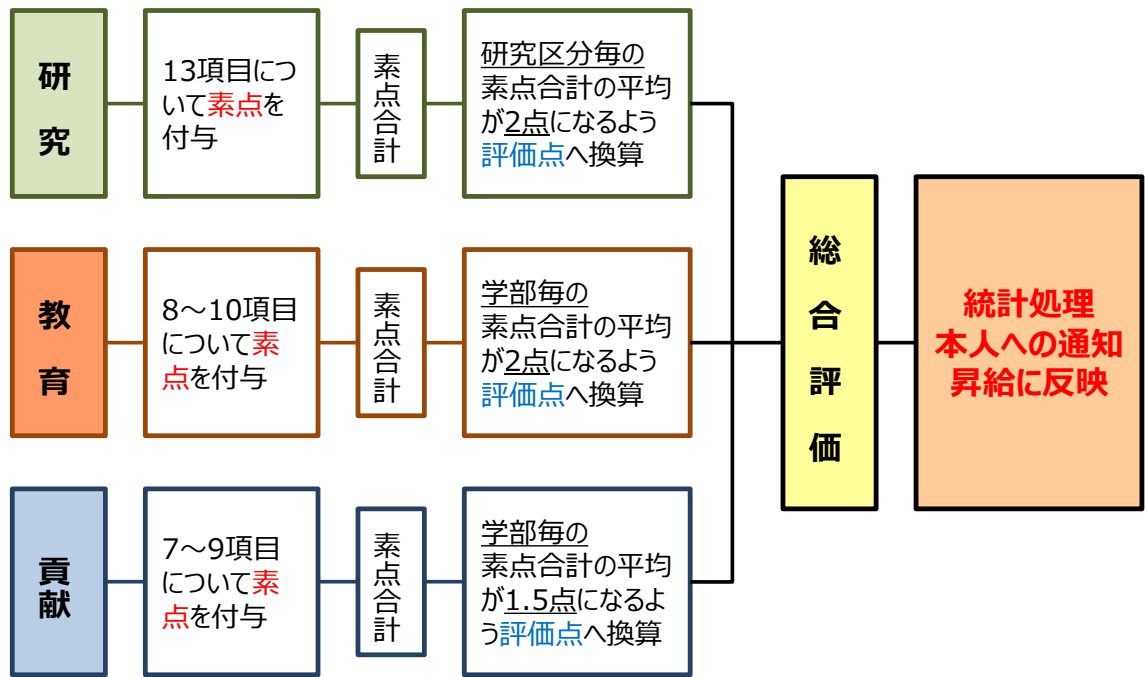 研究
13項目につ
いて素点を
付与
素点合計
研究区分毎の
素点合計の平均
が2点になるよう
評価点へ換算
教育
8～10項目
について素
点を付与
素点合計
学部毎の
素点合計の平均
が2点になるよう
評価点へ換算
貢献
7～9項目
について素
点を付与
素点合計
学部毎の
素点合計の平均
が1.5点になるよ
う評価点へ換算
総合評価
統計処理
本人への通知
昇給に反映